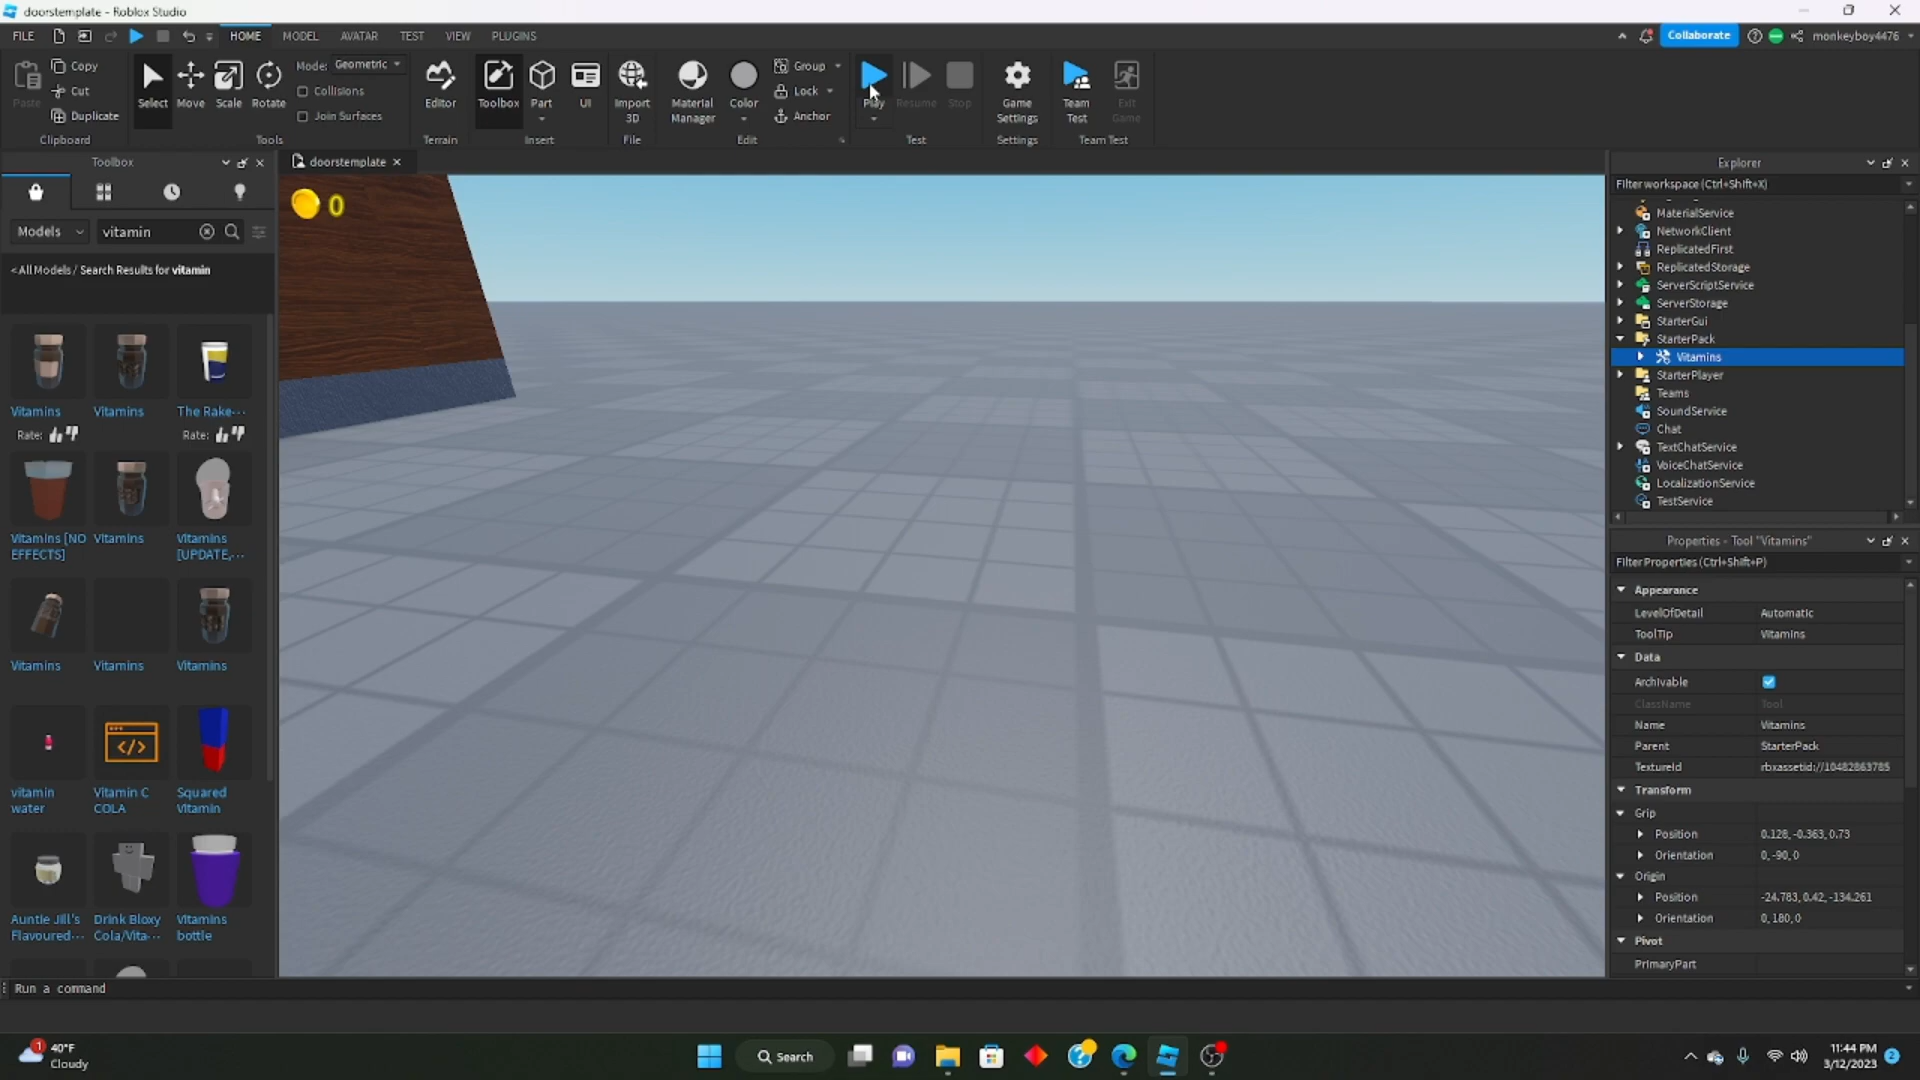 doorstemplate - Roblox Studio
FILE HOME MODEL AVATAR TEST VIEW PLUGINS Collaborate monkeyboy4476
Paste Copy Cut Duplicate
Select Move Scale Rotate
Mode: Geometric
Collisions
Join Surfaces
Editor Toolbox Part UI Import 3D Material Manager Color
Group
Lock
Anchor
Play Resume Stop Game Settings Team Test Exit Game
Clipboard Tools Terrain Insert File Edit Test Settings Team Test
Toolbox
Models vitamin
< All Models / Search Results for vitamin
Vitamins Vitamins The Rake-···
Rate: Rate:
Vitamins [NO EFFECTS] Vitamins Vitamins [UPDATE,···
Vitamins Vitamins Vitamins
vitamin water Vitamin C COLA Squared Vitamin
Auntie Jill's Flavoured··· Drink Bloxy Cola/Vita··· Vitamins bottle
doorstemplate
0
Explorer
Filter workspace (Ctrl+Shift+X)
MaterialService
NetworkClient
ReplicatedFirst
ReplicatedStorage
ServerScriptService
ServerStorage
StarterGui
StarterPack
Vitamins
StarterPlayer
Teams
SoundService
Chat
TextChatService
VoiceChatService
LocalizationService
TestService
Properties - Tool "Vitamins"
Filter Properties (Ctrl+Shift+P)
Appearance
LevelOfDetail Automatic
ToolTip Vitamins
Data
Archivable
ClassName Tool
Name Vitamins
Parent StarterPack
TextureId rbxassetid://10482863785
Transform
Grip
Position 0.128, -0.363, 0.73
Orientation 0, -90, 0
Origin
Position -24.783, 0.42, -134.261
Orientation 0, 180, 0
Pivot
PrimaryPart
Run a command
1 40°F
Cloudy
Search
11:44 PM
3/12/2023
2